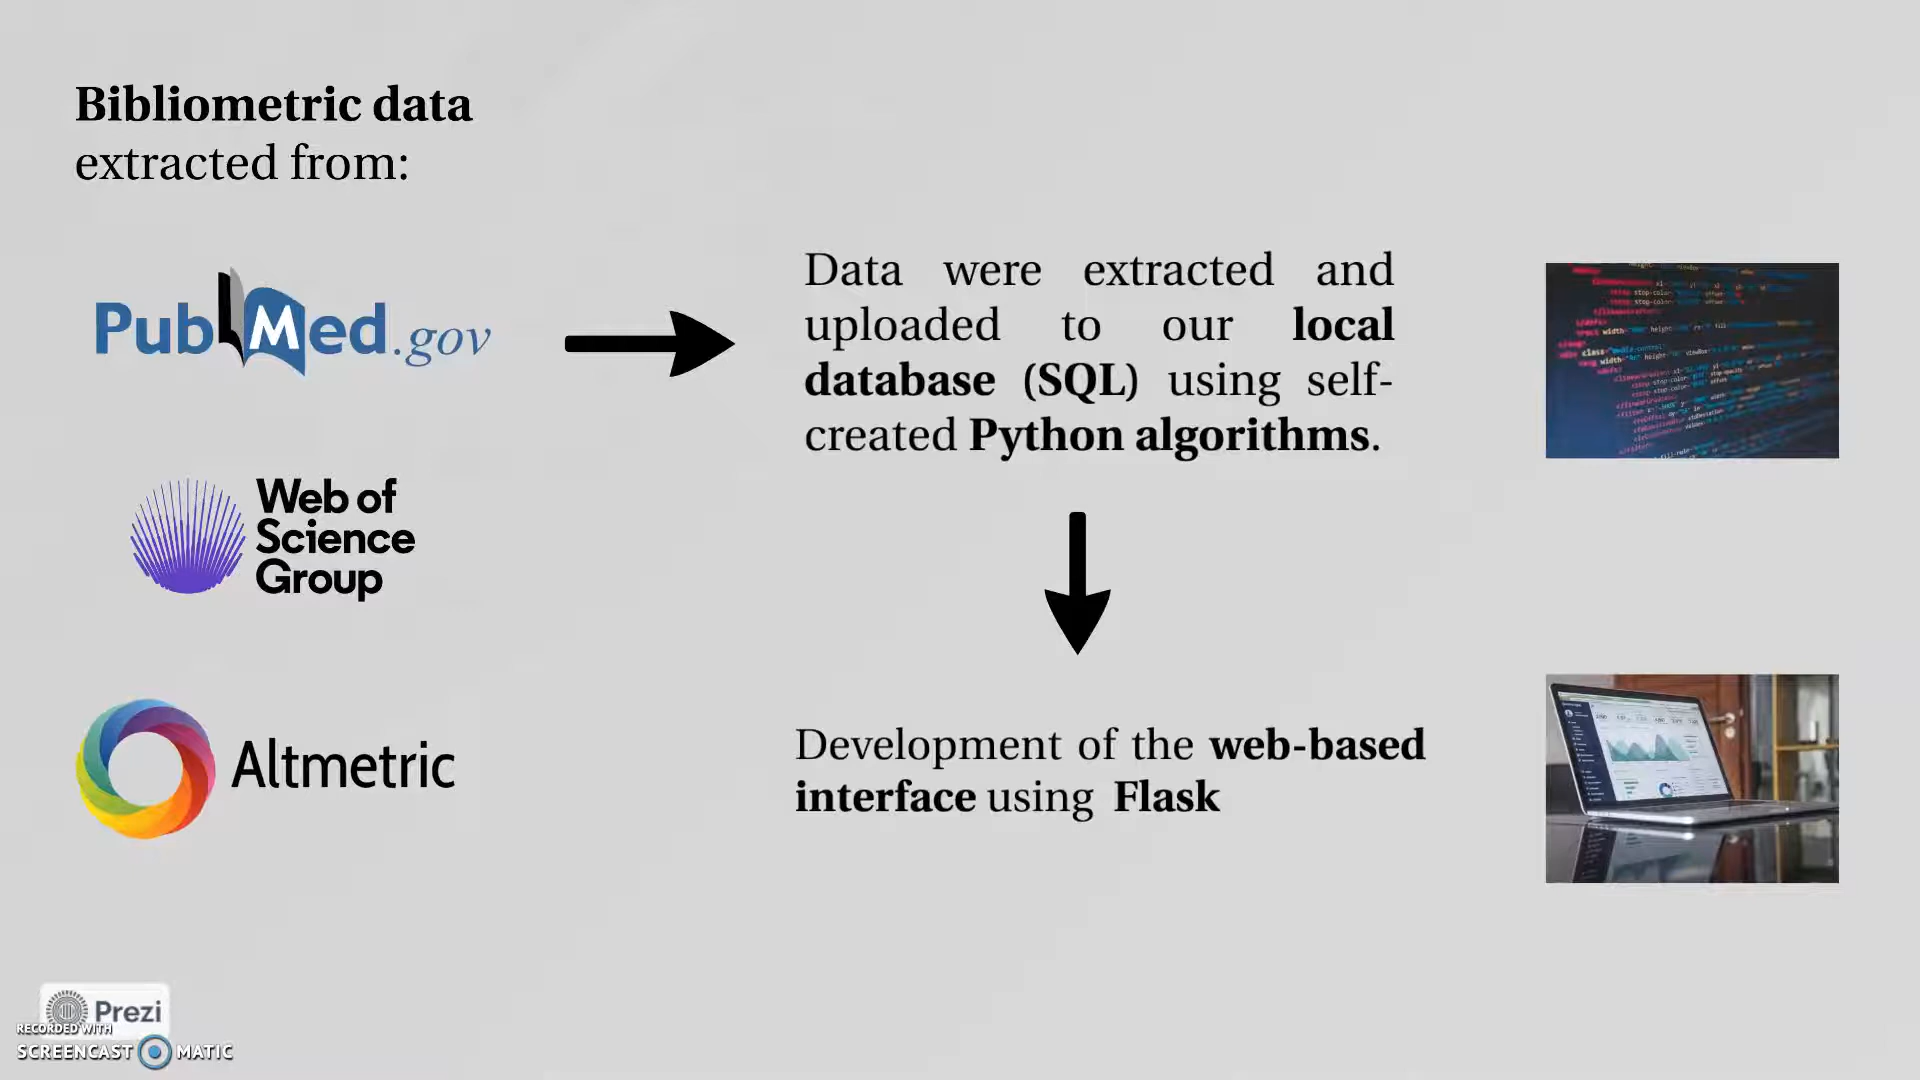 Bibliometric data
extracted from:
PubMed.gov
Web of
Science
Group
Altmetric
Data were extracted and
uploaded to our local
database (SQL) using self-
created Python algorithms.
Development of the web-based
interface using Flask
Prezi
RECORDED WITH
SCREENCAST MATIC